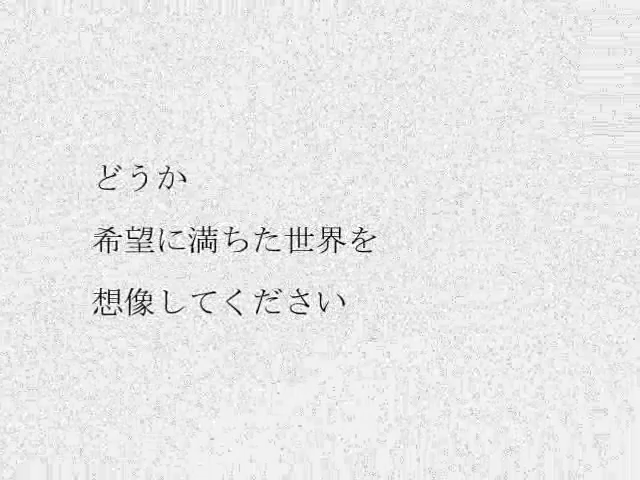 どうか
希望に満ちた世界を
想像してください